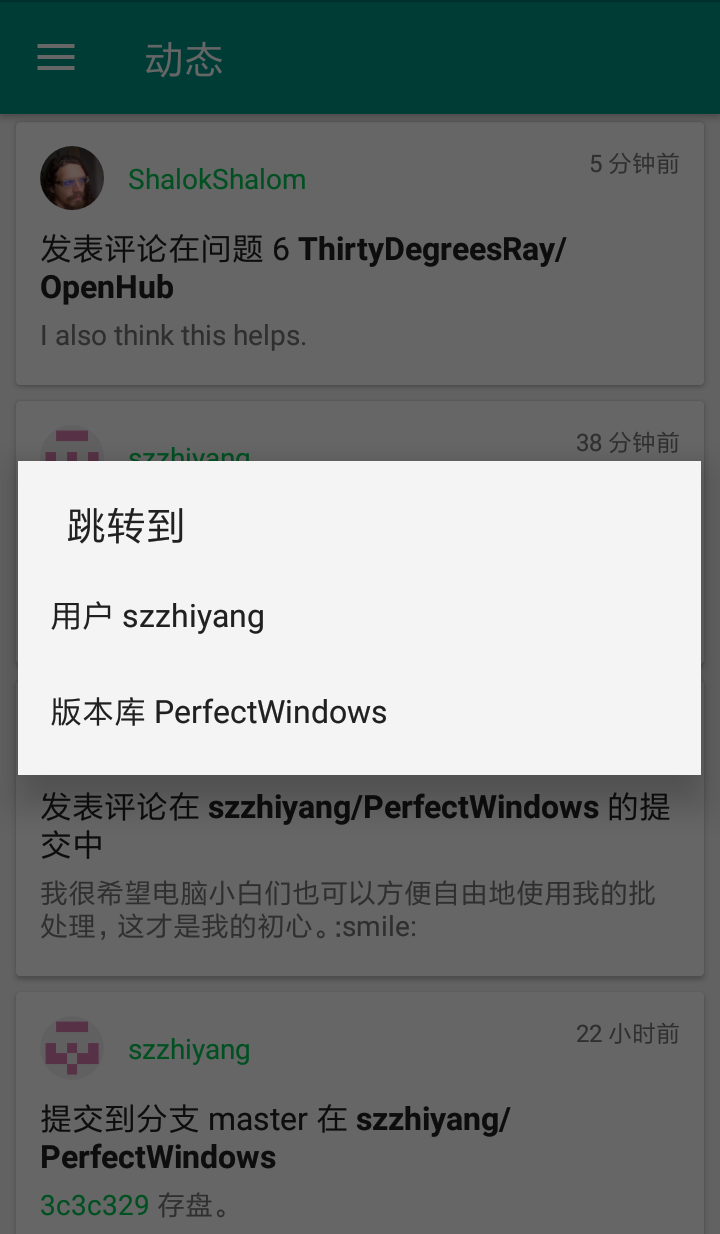 动态
ShalokShalom
5 分钟前
发表评论在问题 6 ThirtyDegreesRay/
OpenHub
I also think this helps.
szzhiyang
38 分钟前
跳转到
用户 szzhiyang
版本库 PerfectWindows
发表评论在 szzhiyang/PerfectWindows 的提
交中
我很希望电脑小白们也可以方便自由地使用我的批
处理，这才是我的初心。:smile:
szzhiyang
22 小时前
提交到分支 master 在 szzhiyang/
PerfectWindows
3c3c329 存盘。